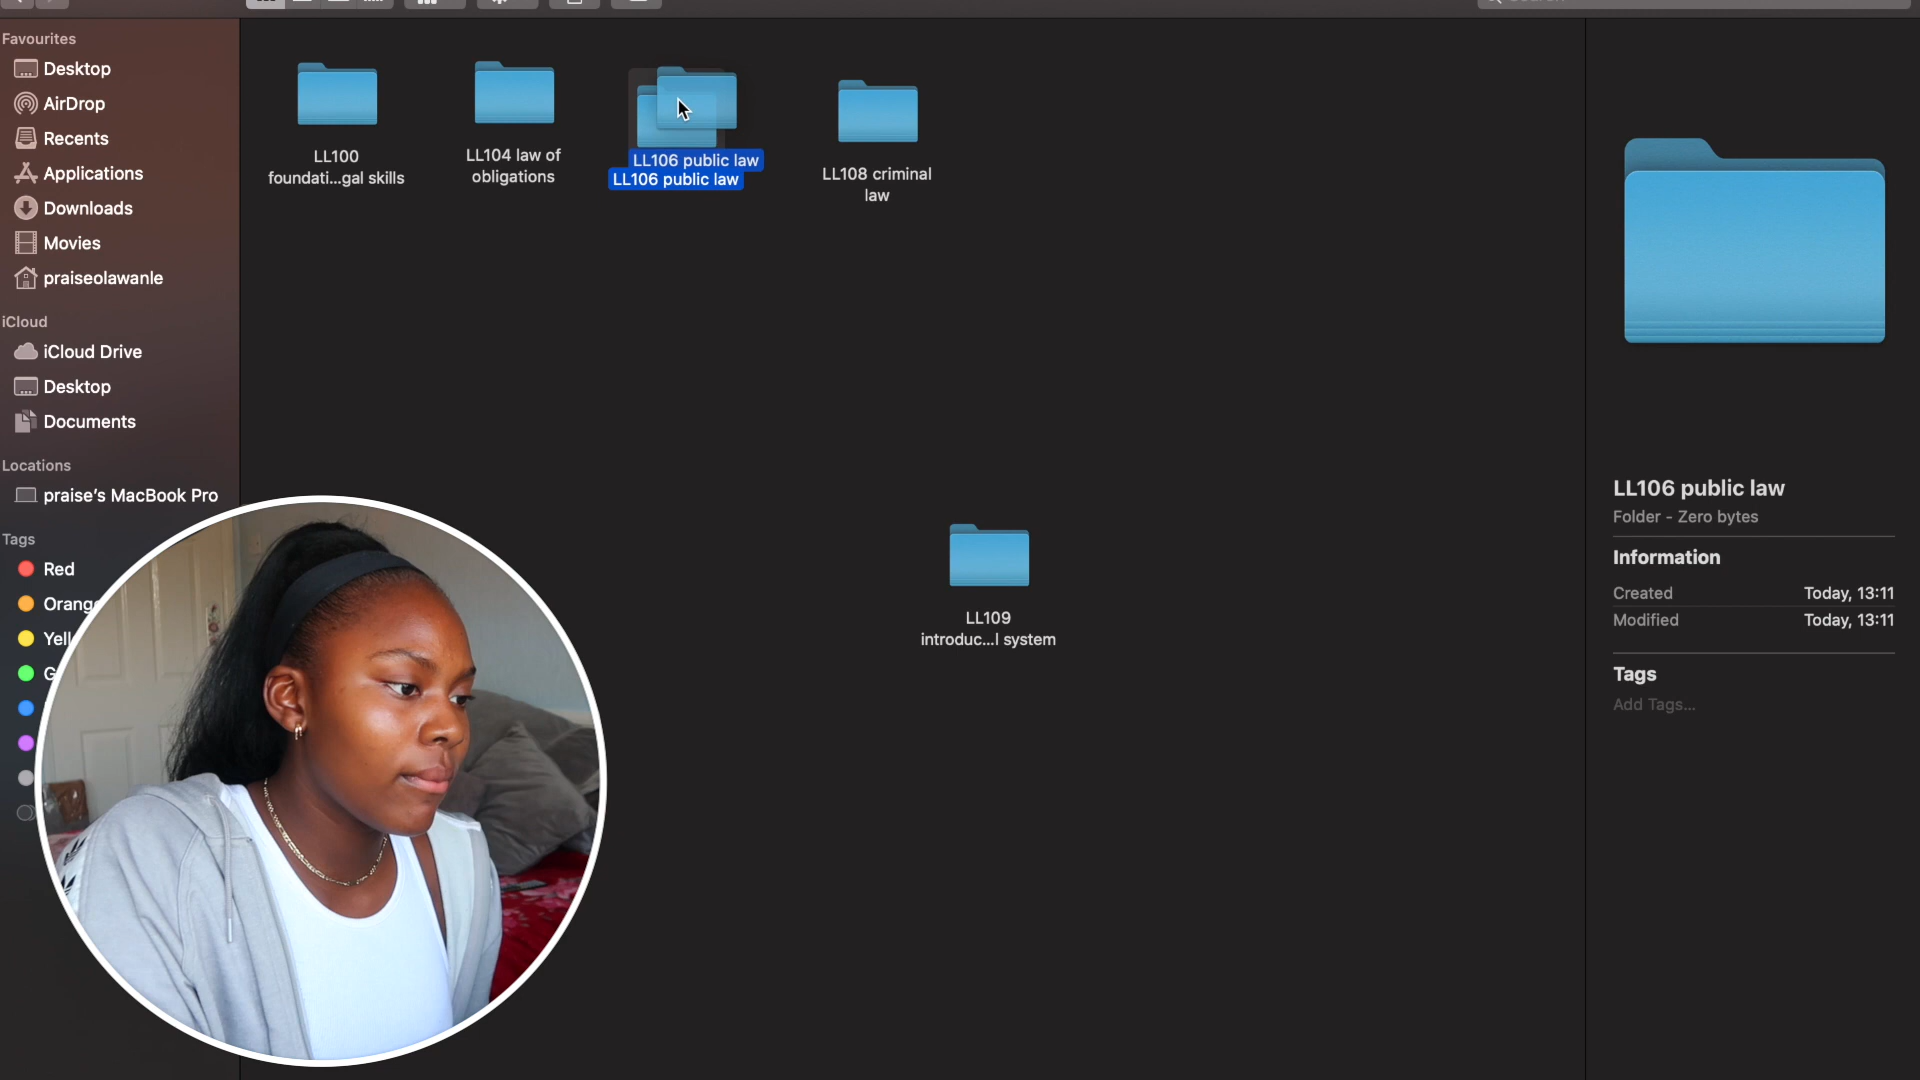 Favourites
Desktop
AirDrop
Recents
Applications
Downloads
Movies
praiseolawanle
iCloud
iCloud Drive
Desktop
Documents
Locations
praise's MacBook Pro
Tags
Red
LL100
foundati...gal skills
LL104 law of
obligations
LL106 public law
LL106 public law
LL108 criminal
law
LL109
introduc...l system
LL106 public law
Folder - Zero bytes
Information
Created Today, 13:11
Modified Today, 13:11
Tags
Add Tags...